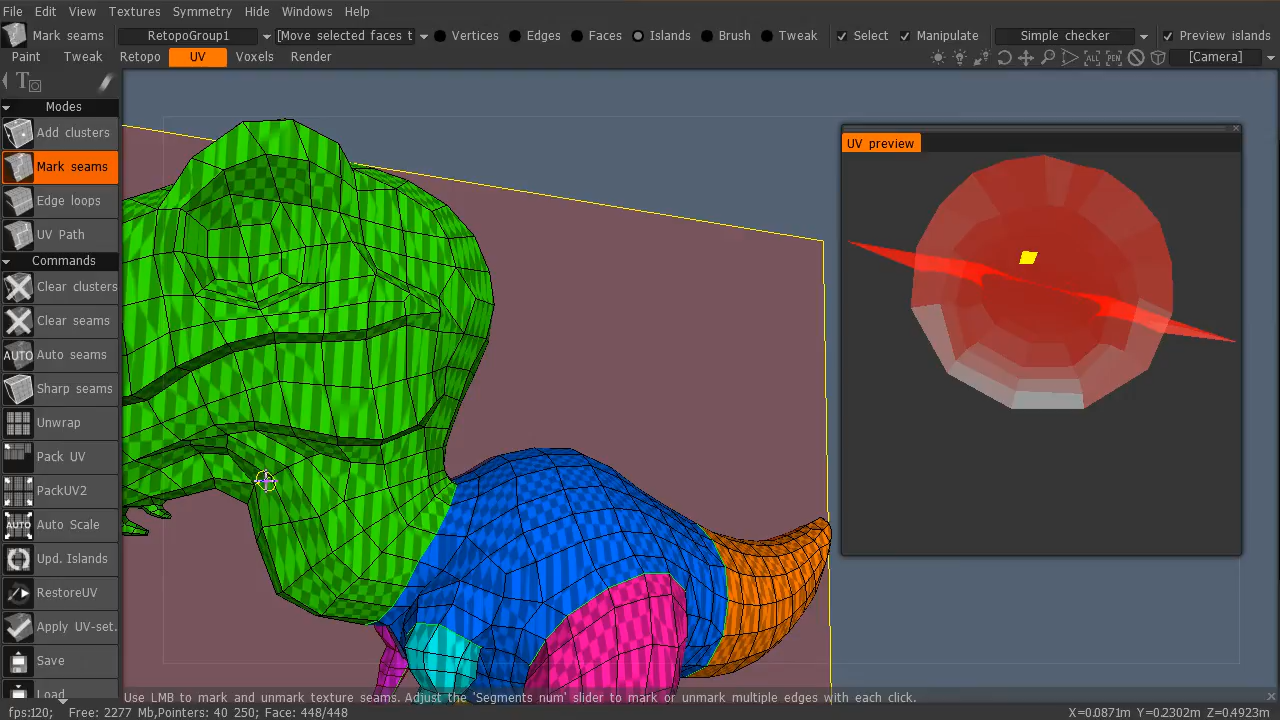 File Edit View Textures Symmetry Hide Windows Help
Mark seams RetopoGroup1 [Move selected faces t Vertices Edges Faces Islands Brush Tweak Select Manipulate Simple checker Preview islands
Paint Tweak Retopo UV Voxels Render ALL PEN [Camera]
Modes
Add clusters
Mark seams
Edge loops
UV Path
Commands
Clear clusters
Clear seams
AUTO Auto seams
Sharp seams
Unwrap
Pack UV
PackUV2
AUTO Auto Scale
Upd. Islands
RestoreUV
Apply UV-set.
Save
Load
UV preview
Use LMB to mark and unmark texture seams. Adjust the 'Segments num' slider to mark or unmark multiple edges with each click.
fps:120; Free: 2277 Mb,Pointers: 40 250; Face: 448/448 X=0.0871m Y=0.2302m Z=0.4923m